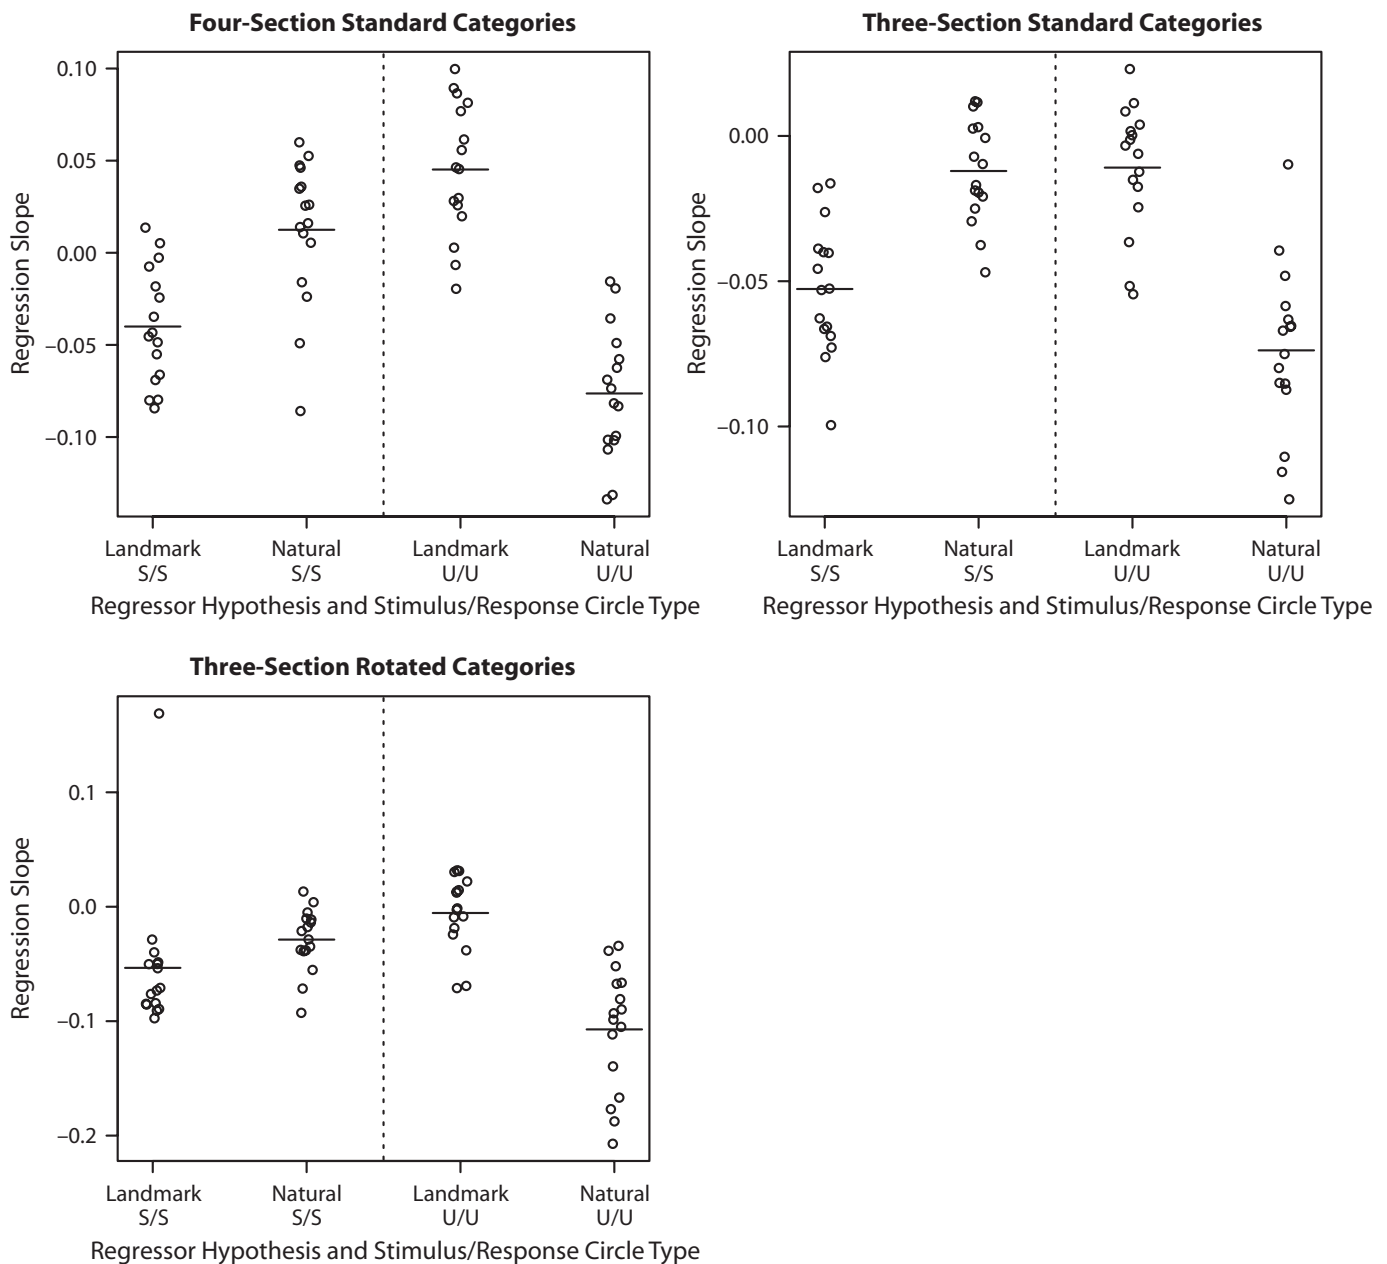 Four-Section Standard Categories
Regression Slope
0.10
0.05
0.00
−0.05
−0.10
Landmark Natural Landmark Natural
S/S S/S U/U U/U
Regressor Hypothesis and Stimulus/Response Circle Type
Three-Section Standard Categories
Regression Slope
0.00
−0.05
−0.10
Landmark Natural Landmark Natural
S/S S/S U/U U/U
Regressor Hypothesis and Stimulus/Response Circle Type
Three-Section Rotated Categories
Regression Slope
0.1
0.0
−0.1
−0.2
Landmark Natural Landmark Natural
S/S S/S U/U U/U
Regressor Hypothesis and Stimulus/Response Circle Type